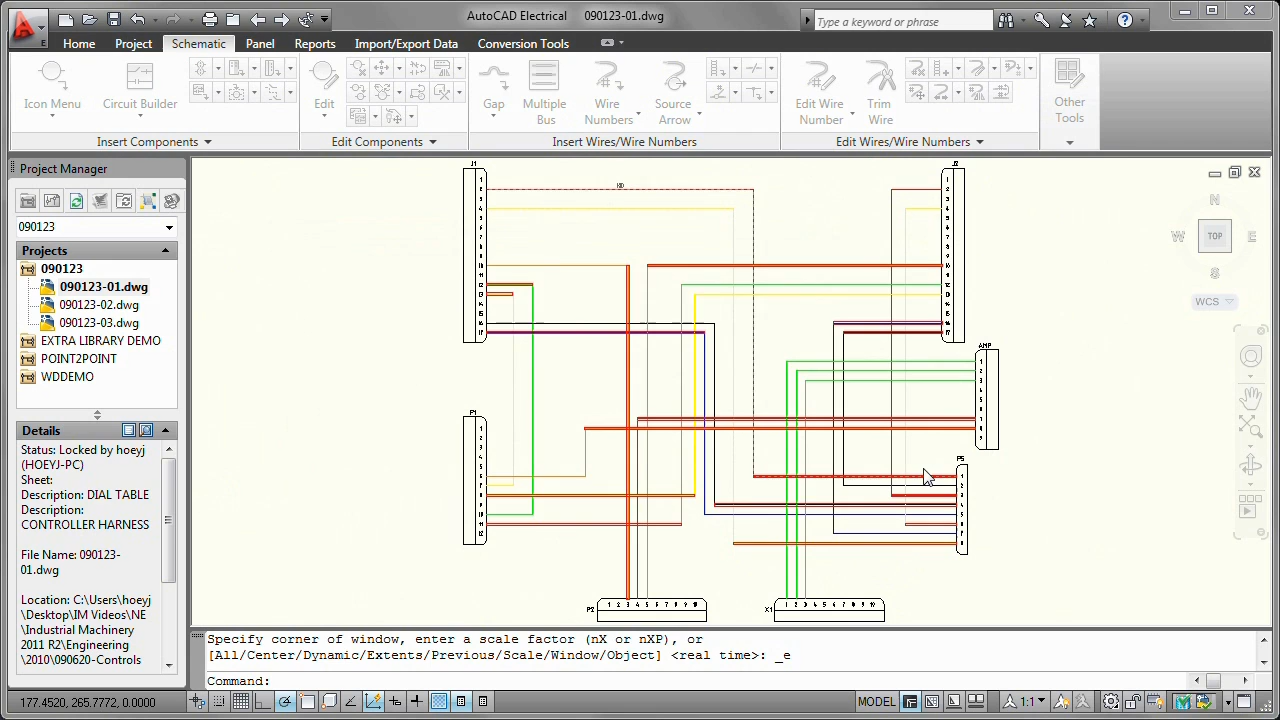 AutoCAD Electrical 090123-01.dwg
Type a keyword or phrase
E
Home Project Schematic Panel Reports Import/Export Data Conversion Tools
Icon Menu Circuit Builder Edit Gap Multiple Bus Wire Numbers Source Arrow Edit Wire Number Trim Wire Other Tools
Insert Components Edit Components Insert Wires/Wire Numbers Edit Wires/Wire Numbers
Project Manager
090123
Projects
090123
090123-01.dwg
090123-02.dwg
090123-03.dwg
EXTRA LIBRARY DEMO
POINT2POINT
WDDEMO
Details
Status: Locked by hoeyj
(HOEYJ-PC)
Sheet:
Description: DIAL TABLE
Description:
CONTROLLER HARNESS
File Name: 090123-
01.dwg
Location: C:\Users\hoeyj
\Desktop\IM Videos\NE
\Industrial Machinery
2011 R2\Engineering
\2010\090620-Controls
J1
J2
AMP
P1
P5
P2
X1
N
W TOP E
S
WCS
Specify corner of window, enter a scale factor (nX or nXP), or
[All/Center/Dynamic/Extents/Previous/Scale/Window/Object] <real time>: _e
Command:
177.4520, 265.7772, 0.0000
MODEL
1:1